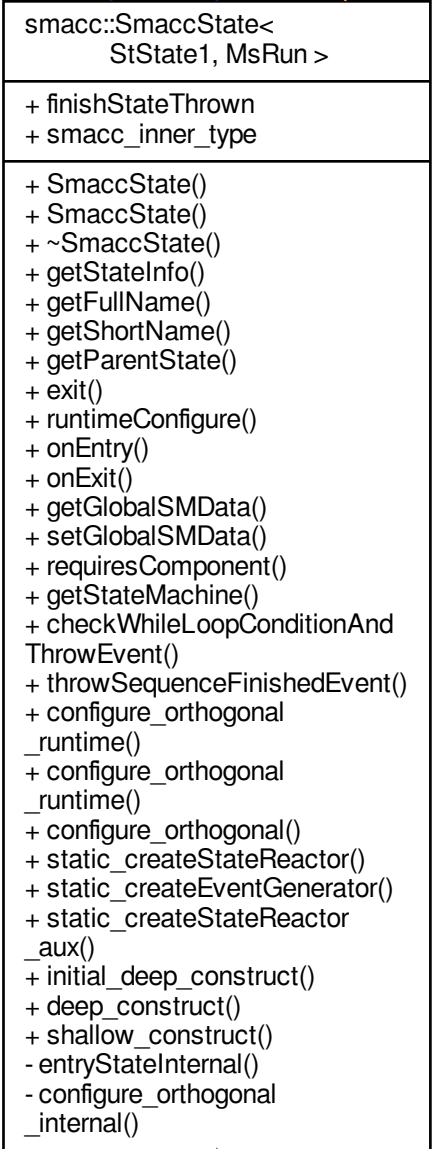 smacc::SmaccState<
StState1, MsRun >
+ finishStateThrown
+ smacc_inner_type
+ SmaccState()
+ SmaccState()
+ ~SmaccState()
+ getStateInfo()
+ getFullName()
+ getShortName()
+ getParentState()
+ exit()
+ runtimeConfigure()
+ onEntry()
+ onExit()
+ getGlobalSMData()
+ setGlobalSMData()
+ requiresComponent()
+ getStateMachine()
+ checkWhileLoopConditionAnd
ThrowEvent()
+ throwSequenceFinishedEvent()
+ configure_orthogonal
_runtime()
+ configure_orthogonal
_runtime()
+ configure_orthogonal()
+ static_createStateReactor()
+ static_createEventGenerator()
+ static_createStateReactor
_aux()
+ initial_deep_construct()
+ deep_construct()
+ shallow_construct()
- entryStateInternal()
- configure_orthogonal
_internal()